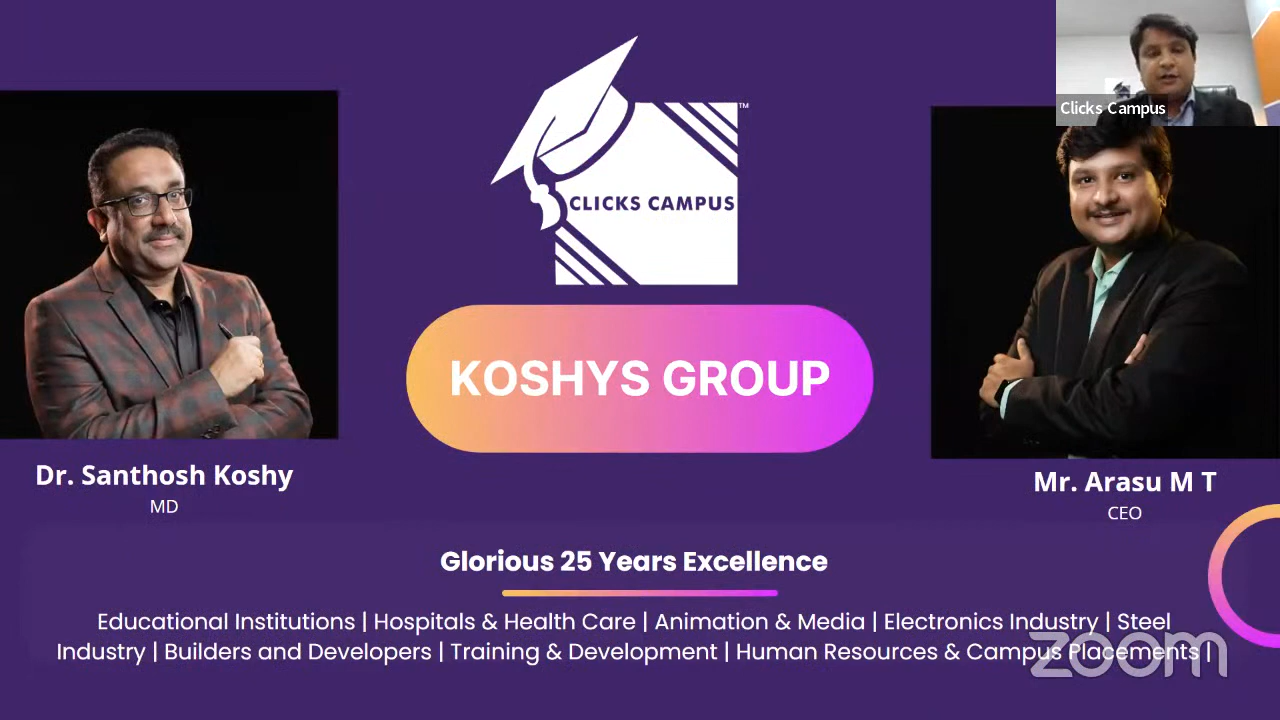 Clicks Campus
TM
CLICKS CAMPUS
KOSHYS GROUP
Dr. Santhosh Koshy
MD
Mr. Arasu M T
CEO
Glorious 25 Years Excellence
Educational Institutions | Hospitals & Health Care | Animation & Media | Electronics Industry | Steel
Industry | Builders and Developers | Training & Development | Human Resources & Campus Placements |
zoom